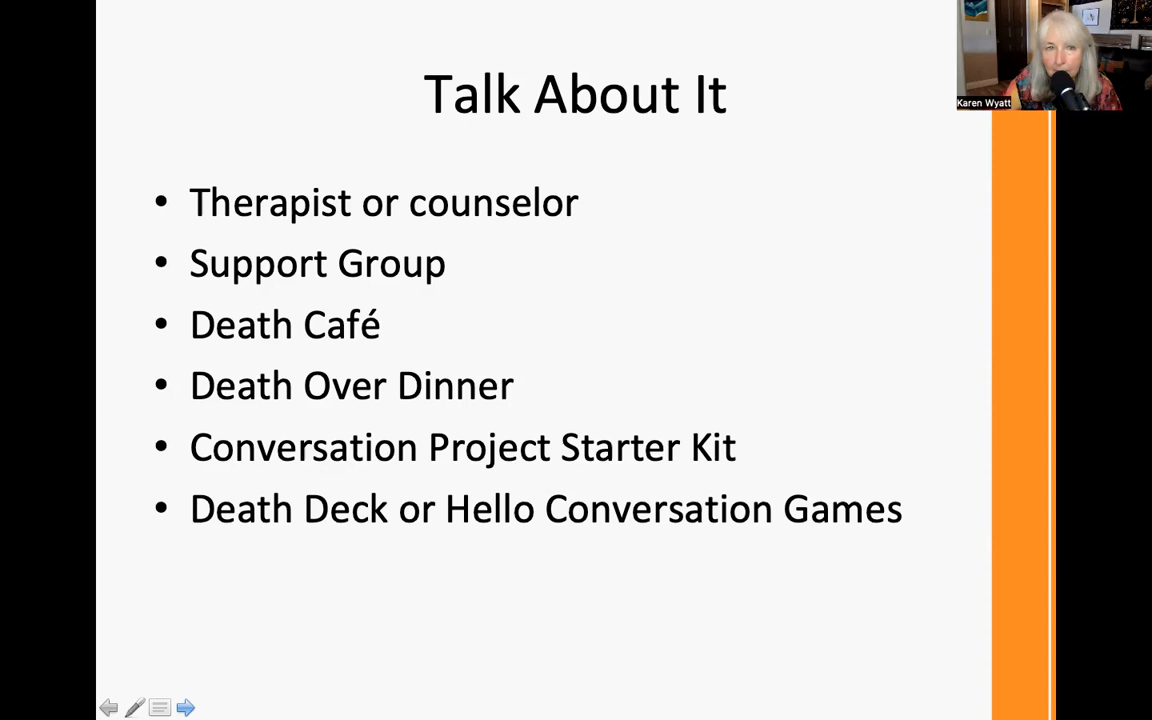 Talk About It
Karen Wyatt
• Therapist or counselor
• Support Group
• Death Café
• Death Over Dinner
• Conversation Project Starter Kit
• Death Deck or Hello Conversation Games